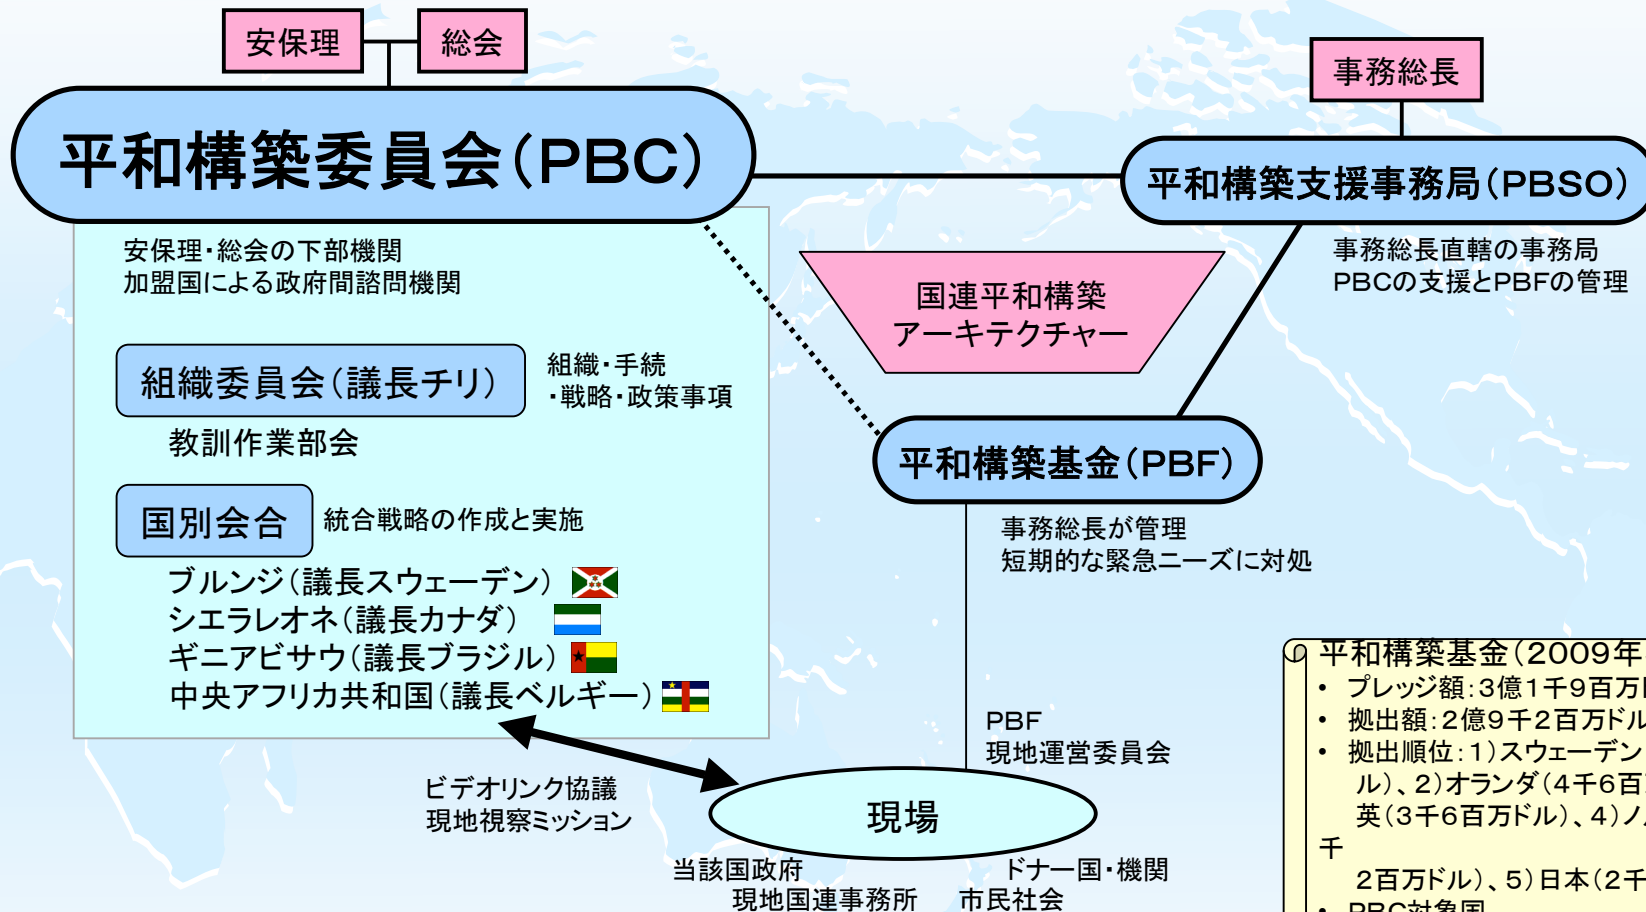 安保理
総会
事務総長
平和構築委員会(PBC)
平和構築支援事務局(PBSO)
安保理・総会の下部機関
加盟国による政府間諮問機関
事務総長直轄の事務局
PBCの支援とPBFの管理
国連平和構築
アーキテクチャー
組織委員会(議長チリ)
組織・手続
・戦略・政策事項
教訓作業部会
平和構築基金(PBF)
国別会合
統合戦略の作成と実施
事務総長が管理
短期的な緊急ニーズに対処
ブルンジ(議長スウェーデン)
シエラレオネ(議長カナダ)
ギニアビサウ(議長ブラジル)
中央アフリカ共和国(議長ベルギー)
PBF
現地運営委員会
ビデオリンク協議
現地視察ミッション
現場
当該国政府
ドナー国・機関
現地国連事務所
市民社会
平和構築基金(2009年
• プレッジ額:3億1千9百万
• 拠出額:2億9千2百万ドル
• 拠出順位:1)スウェーデン
ル)、2)オランダ(4千6百
英(3千6百万ドル)、4)ノル
千
2百万ドル)、5)日本(2千
• PBC対象国